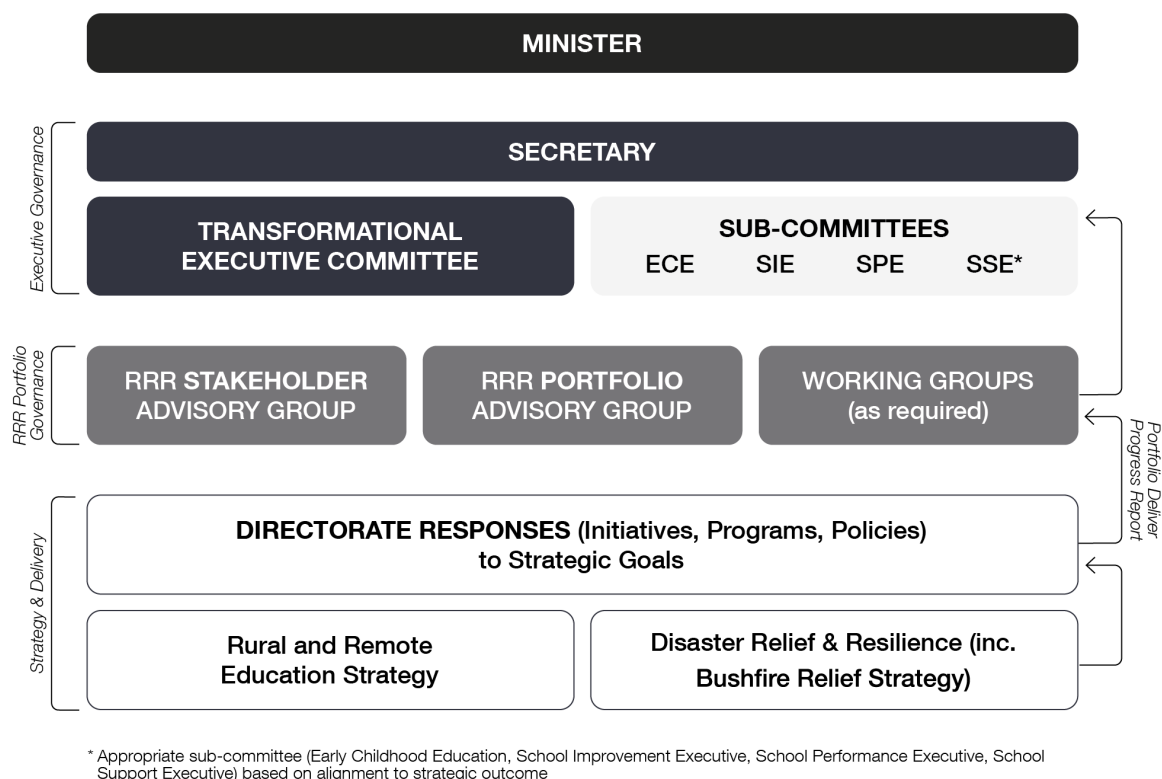 MINISTER
Executive Governance
SECRETARY
TRANSFORMATIONAL
EXECUTIVE COMMITTEE
SUB-COMMITTEES
ECE SIE SPE SSE*
RRR Portfolio
Governance
RRR STAKEHOLDER
ADVISORY GROUP
RRR PORTFOLIO
ADVISORY GROUP
WORKING GROUPS
(as required)
Portfolio Deliver
Progress Report
Strategy & Delivery
DIRECTORATE RESPONSES (Initiatives, Programs, Policies)
to Strategic Goals
Rural and Remote
Education Strategy
Disaster Relief & Resilience (inc.
Bushfire Relief Strategy)
* Appropriate sub-committee (Early Childhood Education, School Improvement Executive, School Performance Executive, School
Support Executive) based on alignment to strategic outcome